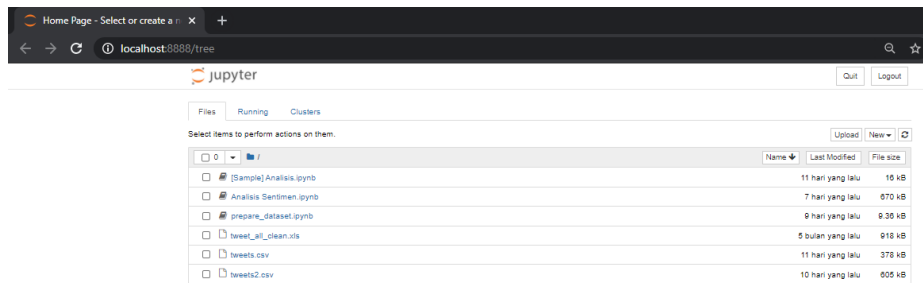 Home Page - Select or create a n
localhost:8888/tree
jupyter
Quit Logout
Files Running Clusters
Select items to perform actions on them.
Upload New
0 / Name Last Modified File size
[Sample] Analisis.ipynb 11 hari yang lalu 16 kB
Analisis Sentimen.ipynb 7 hari yang lalu 670 kB
prepare_dataset.ipynb 9 hari yang lalu 9.36 kB
tweet_all_clean.xls 5 bulan yang lalu 918 kB
tweets.csv 11 hari yang lalu 378 kB
tweets2.csv 10 hari yang lalu 605 kB